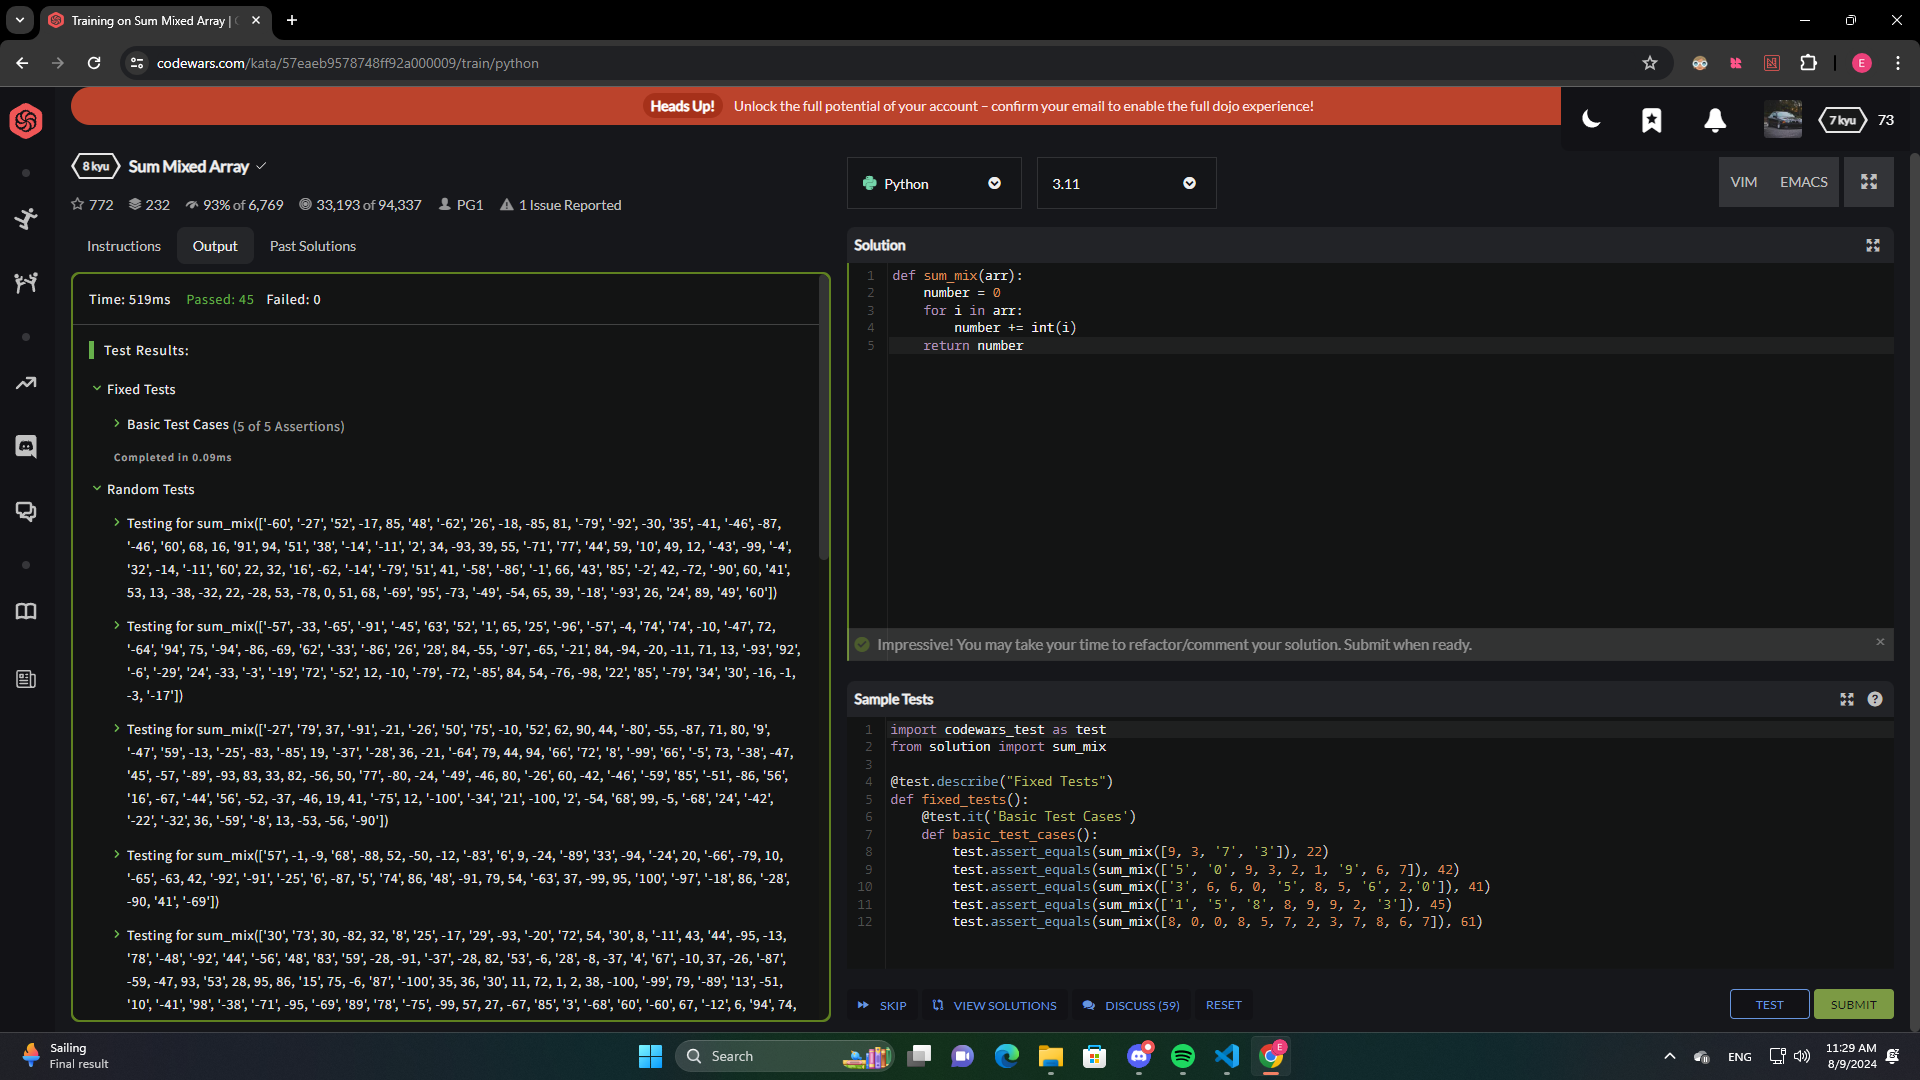 Training on Sum Mixed Array | C
codewars.com/kata/57eaeb9578748ff92a000009/train/python
E
Heads Up! Unlock the full potential of your account – confirm your email to enable the full dojo experience!
7 kyu 73
8 kyu Sum Mixed Array
772 232 93% of 6,769 33,193 of 94,337 PG1 1 Issue Reported
Instructions Output Past Solutions
Time: 519ms Passed: 45 Failed: 0
Test Results:
Fixed Tests
Basic Test Cases (5 of 5 Assertions)
Completed in 0.09ms
Random Tests
Testing for sum_mix(['-60', '-27', '52', -17, 85, '48', '-62', '26', -18, -85, 81, '-79', '-92', -30, '35', -41, '-46', -87,
'-46', '60', 68, 16, '91', 94, '51', '38', '-14', '-11', '2', 34, -93, 39, 55, '-71', '77', '44', 59, '10', 49, 12, '-43', -99, '-4',
'32', -14, '-11', '60', 22, 32, '16', -62, '-14', '-79', '51', 41, '-58', '-86', '-1', 66, '43', '85', '-2', 42, -72, '-90', 60, '41',
53, 13, -38, -32, 22, -28, 53, -78, 0, 51, 68, '-69', '95', -73, '-49', -54, 65, 39, '-18', '-93', 26, '24', 89, '49', '60'])
Testing for sum_mix(['-57', -33, '-65', '-91', '-45', '63', '52', '1', 65, '25', '-96', '-57', -4, '74', '74', -10, '-47', 72,
'-64', '94', 75, '-94', -86, -69, '62', '-33', '-86', '26', '28', 84, -55, '-97', -65, '-21', 84, -94, -20, -11, 71, 13, '-93', '92',
'-6', '-29', '24', -33, '-3', '-19', '72', '-52', 12, -10, '-79', -72, '-85', 84, 54, -76, -98, '22', '85', '-79', '34', '30', -16, -1,
-3, '-17'])
Testing for sum_mix(['-27', '79', 37, '-91', -21, '-26', '50', '75', -10, '52', 62, 90, 44, '-80', -55, -87, 71, 80, '9',
'-47', '59', -13, '-25', -83, '-85', 19, '-37', '-28', 36, -21, '-64', 79, 44, 94, '66', '72', '8', '-99', '66', '-5', 73, '-38', -47,
'45', -57, '-89', -93, 83, 33, 82, -56, 50, '77', -80, -24, '-49', -46, 80, '-26', 60, -42, '-46', '-59', '85', '-51', -86, '56',
'16', -67, '-44', '56', -52, -37, -46, 19, 41, '-75', 12, '-100', '-34', '21', -100, '2', -54, '68', 99, -5, '-68', '24', '-42',
'-22', '-32', 36, '-59', '-8', 13, -53, -56, '-90'])
Testing for sum_mix(['57', -1, -9, '68', -88, 52, -50, -12, '-83', '6', 9, -24, '-89', '33', -94, '-24', 20, '-66', -79, 10,
'-65', -63, 42, '-92', '-91', '-25', '6', -87, '5', '74', 86, '48', -91, 79, 54, '-63', 37, -99, 95, '100', '-97', '-18', 86, '-28',
-90, '41', '-69'])
Testing for sum_mix(['30', '73', 30, -82, 32, '8', '25', -17, '29', -93, '-20', '72', 54, '30', 8, '-11', 43, '44', -95, -13,
'78', '-48', '-92', '44', '-56', '48', '83', '59', -28, -91, '-37', -28, 82, '53', '-6', '28', -8, -37, '4', '67', -10, 37, -26, '-87',
-59, -47, 93, '53', 28, 95, 86, '15', 75, -6, '87', '-100', 35, 36, '30', 11, 72, 1, 2, 38, -100, '-99', 79, '-89', '13', -51,
'10', '-41', '98', '-38', '-71', -95, '-69', '89', '78', '-75', -99, 57, 27, -67, '85', '3', '-68', '60', '-60', 67, '-12', 6, '94', 74,
Python 3.11
VIM EMACS
Solution
1 def sum_mix(arr):
2 number = 0
3 for i in arr:
4 number += int(i)
5 return number
Impressive! You may take your time to refactor/comment your solution. Submit when ready.
Sample Tests
1 import codewars_test as test
2 from solution import sum_mix
3
4 @test.describe("Fixed Tests")
5 def fixed_tests():
6 @test.it('Basic Test Cases')
7 def basic_test_cases():
8 test.assert_equals(sum_mix([9, 3, '7', '3']), 22)
9 test.assert_equals(sum_mix(['5', '0', 9, 3, 2, 1, '9', 6, 7]), 42)
10 test.assert_equals(sum_mix(['3', 6, 6, 0, '5', 8, 5, '6', 2,'0']), 41)
11 test.assert_equals(sum_mix(['1', '5', '8', 8, 9, 9, 2, '3']), 45)
12 test.assert_equals(sum_mix([8, 0, 0, 8, 5, 7, 2, 3, 7, 8, 6, 7]), 61)
SKIP VIEW SOLUTIONS DISCUSS (59) RESET TEST SUBMIT
Sailing
Final result
Search
ENG
11:29 AM
8/9/2024